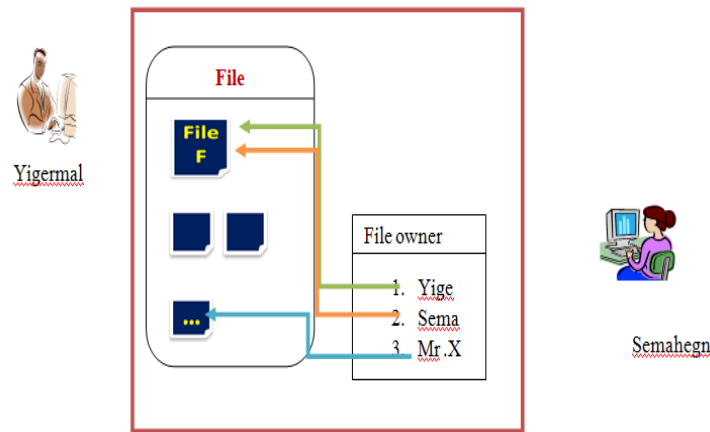 File
File
F
Yigermal
...
File owner
1. Yige
2. Sema
3. Mr.X
Semahegn